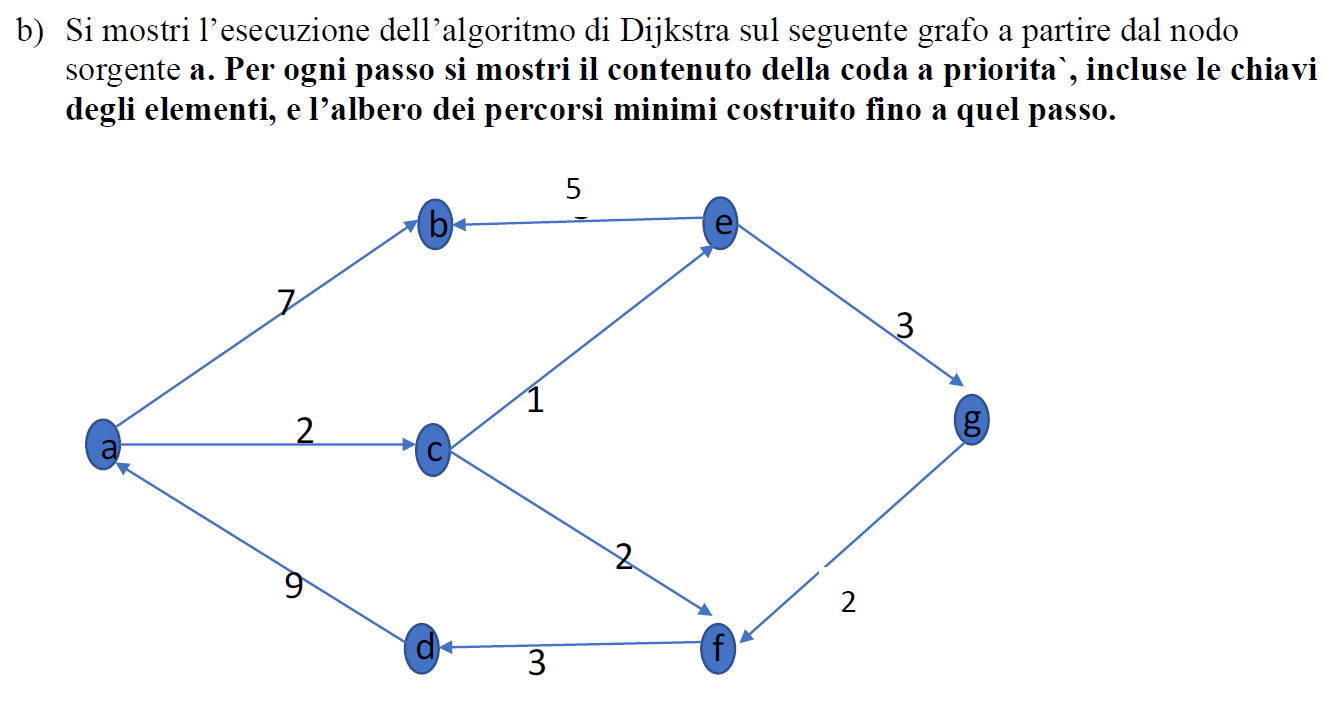 b) Si mostri l’esecuzione dell’algoritmo di Dijkstra sul seguente grafo a partire dal nodo
sorgente a. Per ogni passo si mostri il contenuto della coda a priorita`, incluse le chiavi
degli elementi, e l’albero dei percorsi minimi costruito fino a quel passo.
5
b
e
7
3
1
2
a
c
g
2
9
2
d
f
3